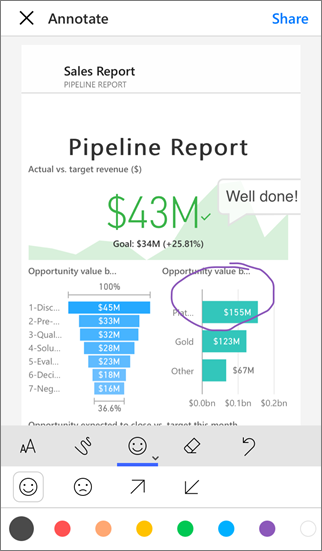 Annotate
Share
Sales Report
PIPELINE REPORT
Pipeline Report
Actual vs. target revenue ($)
$43M
Well done!
Goal: $34M (+25.81%)
Opportunity value b...
100%
1-Disc... $45M
2-Pre-... $33M
3-Qual... $32M
4-Solu... $28M
5-Eval... $23M
6-Deci... $18M
7-Neg... $16M
36.6%
Opportunity value b...
Plat... $155M
Gold $123M
Other $67M
$0.0bn $0.1bn $0.2bn
Opportunity expected to close vs. target this month
AA